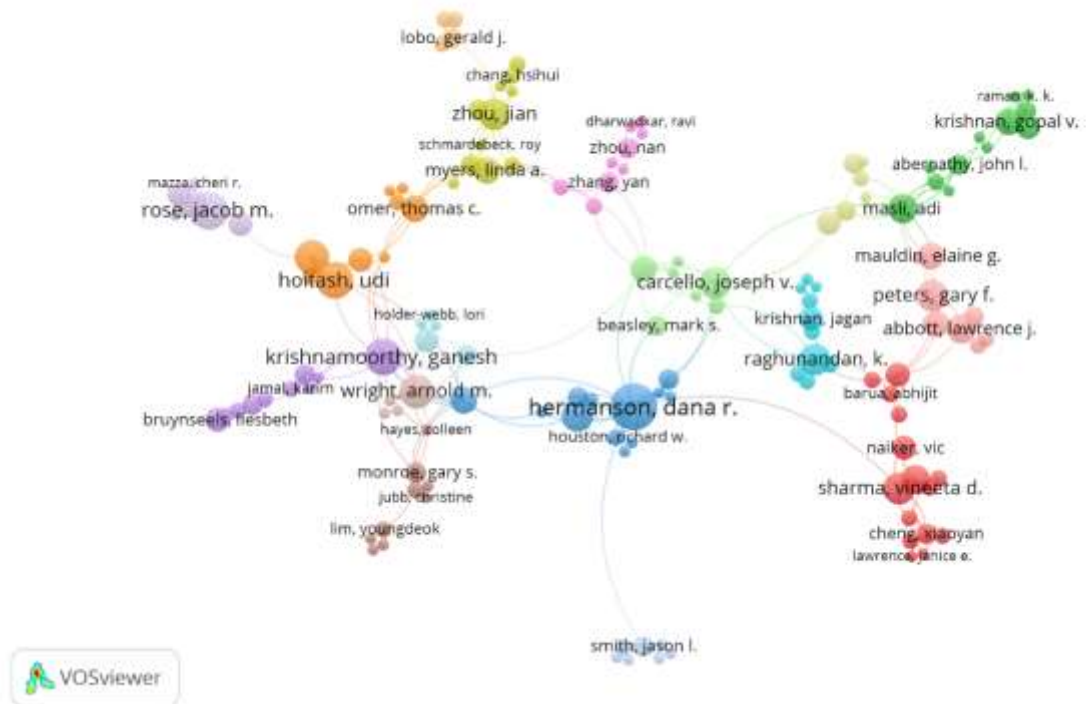 lobo, gerald j.
chang, hsihui
zhou, jian
schmardebeck, roy
myers, linda a.
dharwadkar, ravi
zhou, nan
zhang, yan
raman, k. k.
krishnan, gopal v.
abernathy, john l.
masli, adi
mazza, cheri r.
rose, jacob m.
omer, thomas c.
hoitash, udi
mauldin, elaine g.
carcello, joseph v.
peters, gary f.
holder-webb, lori
beasley, mark s.
krishnan, jagan
abbott, lawrence j.
krishnamoorthy, ganesh
raghunandan, k.
jamal, karim
wright, arnold m.
barua, abhijit
bruynseels, liesbeth
hermanson, dana r.
hayes, colleen
houston, richard w.
naiker, vic
monroe, gary s.
jubb, christine
sharma, vineeta d.
lim, youngdeok
cheng, xiaoyan
lawrence, janice e.
smith, jason l.
VOSviewer